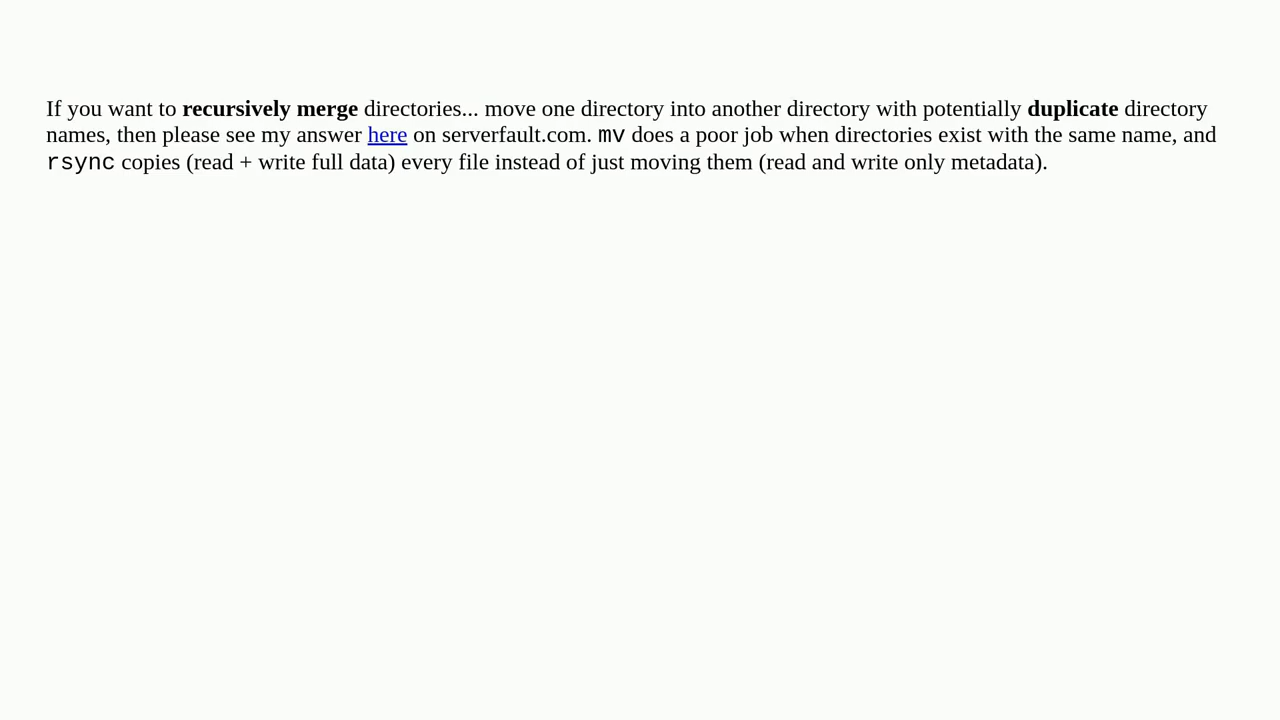 If you want to recursively merge directories... move one directory into another directory with potentially duplicate directory
names, then please see my answer here on serverfault.com. mv does a poor job when directories exist with the same name, and
rsync copies (read + write full data) every file instead of just moving them (read and write only metadata).